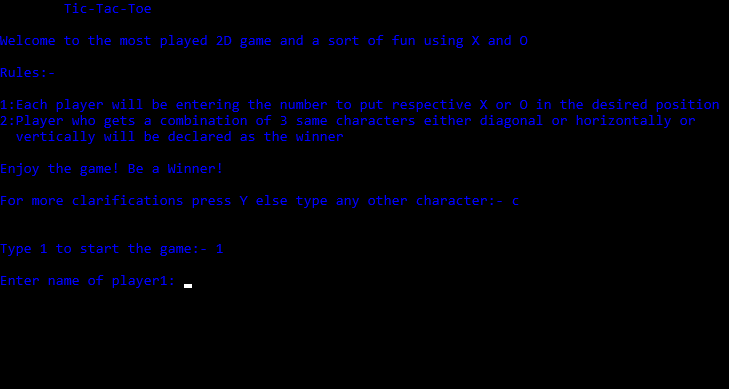 Tic-Tac-Toe
Welcome to the most played 2D game and a sort of fun using X and O
Rules:-
1:Each player will be entering the number to put respective X or O in the desired position
2:Player who gets a combination of 3 same characters either diagonal or horizontally or
vertically will be declared as the winner
Enjoy the game! Be a Winner!
For more clarifications press Y else type any other character:- c
Type 1 to start the game:- 1
Enter name of player1: